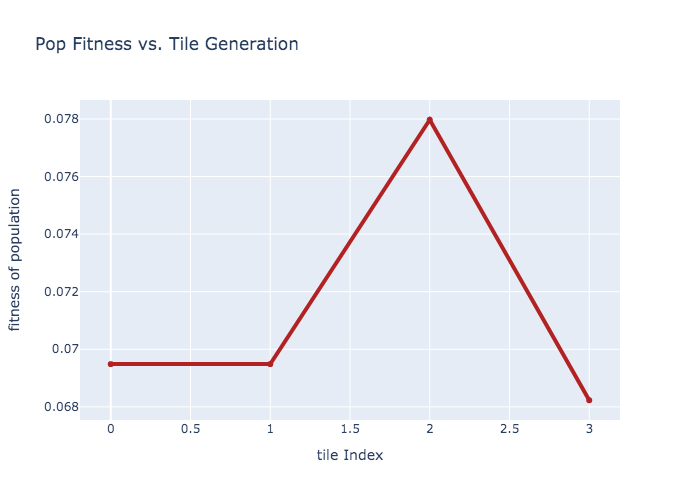 Pop Fitness vs. Tile Generation
fitness of population
0.078
0.076
0.074
0.072
0.07
0.068
0 0.5 1 1.5 2 2.5 3
tile Index